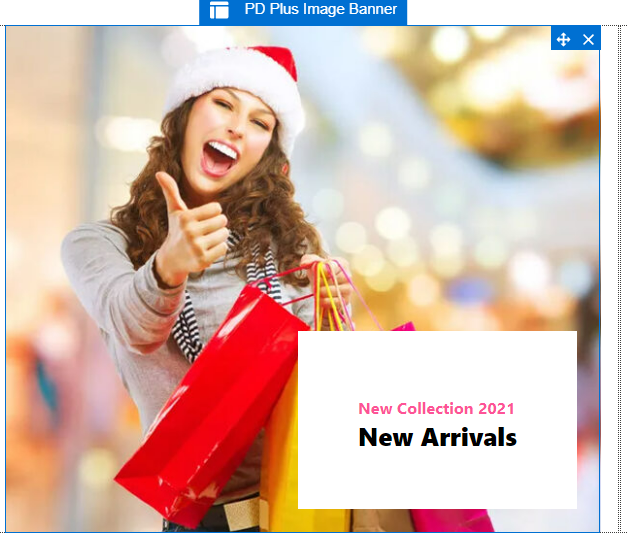 PD Plus Image Banner
New Collection 2021
New Arrivals